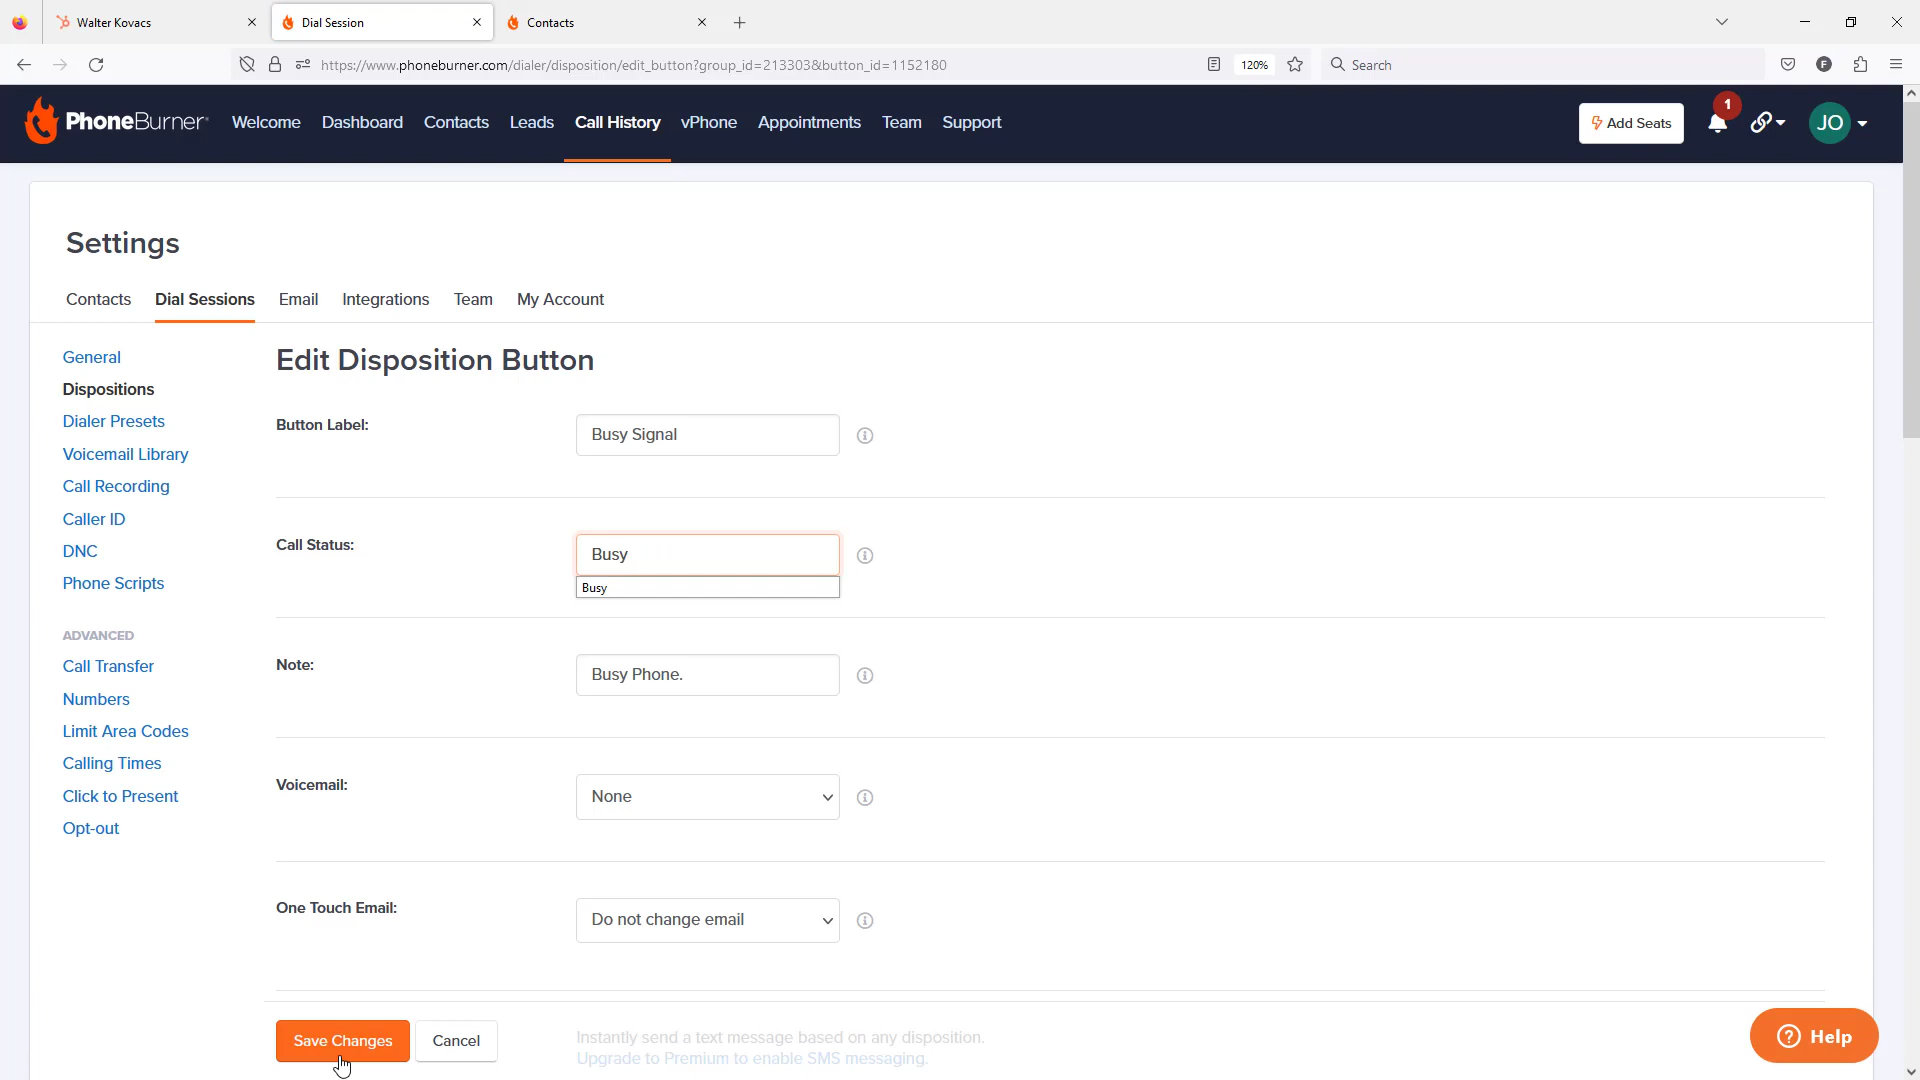 Walter Kovacs
Dial Session
Contacts
https://www.phoneburner.com/dialer/disposition/edit_button?group_id=213303&button_id=1152180
120%
Search
F
PhoneBurner
Welcome
Dashboard
Contacts
Leads
Call History
vPhone
Appointments
Team
Support
Add Seats
1
JO
Settings
Contacts
Dial Sessions
Email
Integrations
Team
My Account
General
Dispositions
Dialer Presets
Voicemail Library
Call Recording
Caller ID
DNC
Phone Scripts
ADVANCED
Call Transfer
Numbers
Limit Area Codes
Calling Times
Click to Present
Opt-out
Edit Disposition Button
Button Label:
Busy Signal
Call Status:
Busy
Busy
Note:
Busy Phone.
Voicemail:
None
One Touch Email:
Do not change email
Save Changes
Cancel
Instantly send a text message based on any disposition.
Upgrade to Premium to enable SMS messaging.
Help